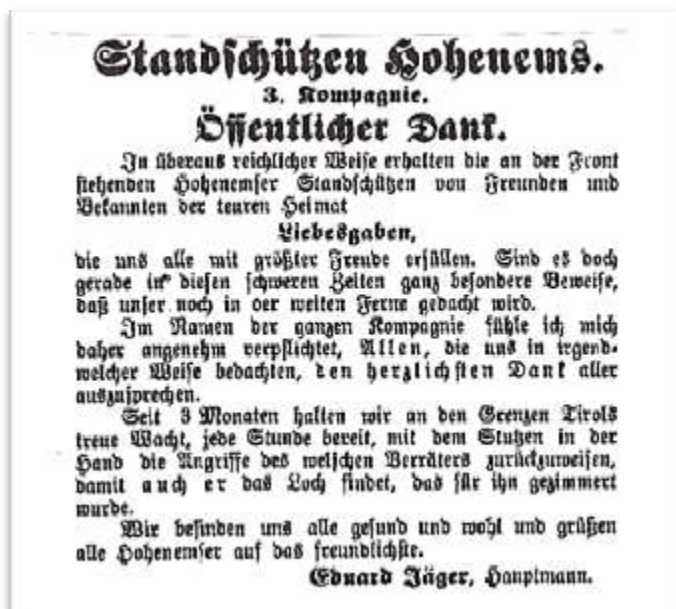 Standschützen Hohenems.
3. Kompagnie.
Öffentlicher Dank.
In überaus reichlicher Weise erhalten die an der Front
stehenden Hohenemser Standschützen von Freunden und
Bekannten der teuren Heimat
Liebesgaben,
die uns alle mit größter Freude erfüllen. Sind es doch
gerade in diesen schweren Zeiten ganz besondere Beweise,
daß unser noch in der weiten Ferne gedacht wird.
Im Namen der ganzen Kompagnie fühle ich mich
daher angenehm verpflichtet, Allen, die uns in irgend-
welcher Weise bedachten, den herzlichsten Dank aller
auszusprechen.
Seit 3 Monaten halten wir an den Grenzen Tirols
treue Wacht, jede Stunde bereit, mit dem Stutzen in der
Hand die Angriffe des welschen Verräters zurückzuweisen,
damit auch er das Loch findet, das für ihn gezimmert
wurde.
Wir befinden uns alle gesund und wohl und grüßen
alle Hohenemser auf das freundlichste.
Eduard Jäger, Hauptmann.